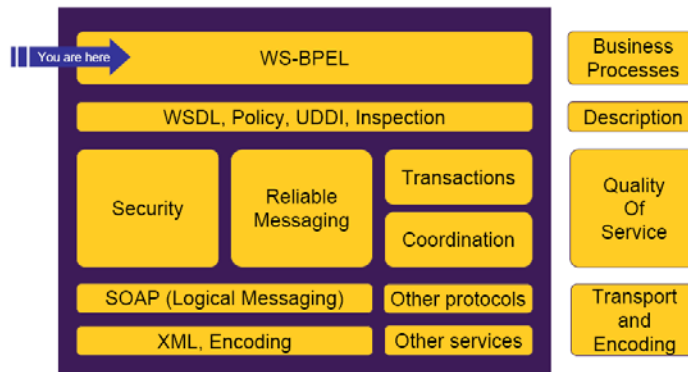 You are here
WS-BPEL
Business
Processes
WSDL, Policy, UDDI, Inspection
Description
Security
Reliable
Messaging
Transactions
Coordination
Quality
Of
Service
SOAP (Logical Messaging)
Other protocols
XML, Encoding
Other services
Transport
and
Encoding